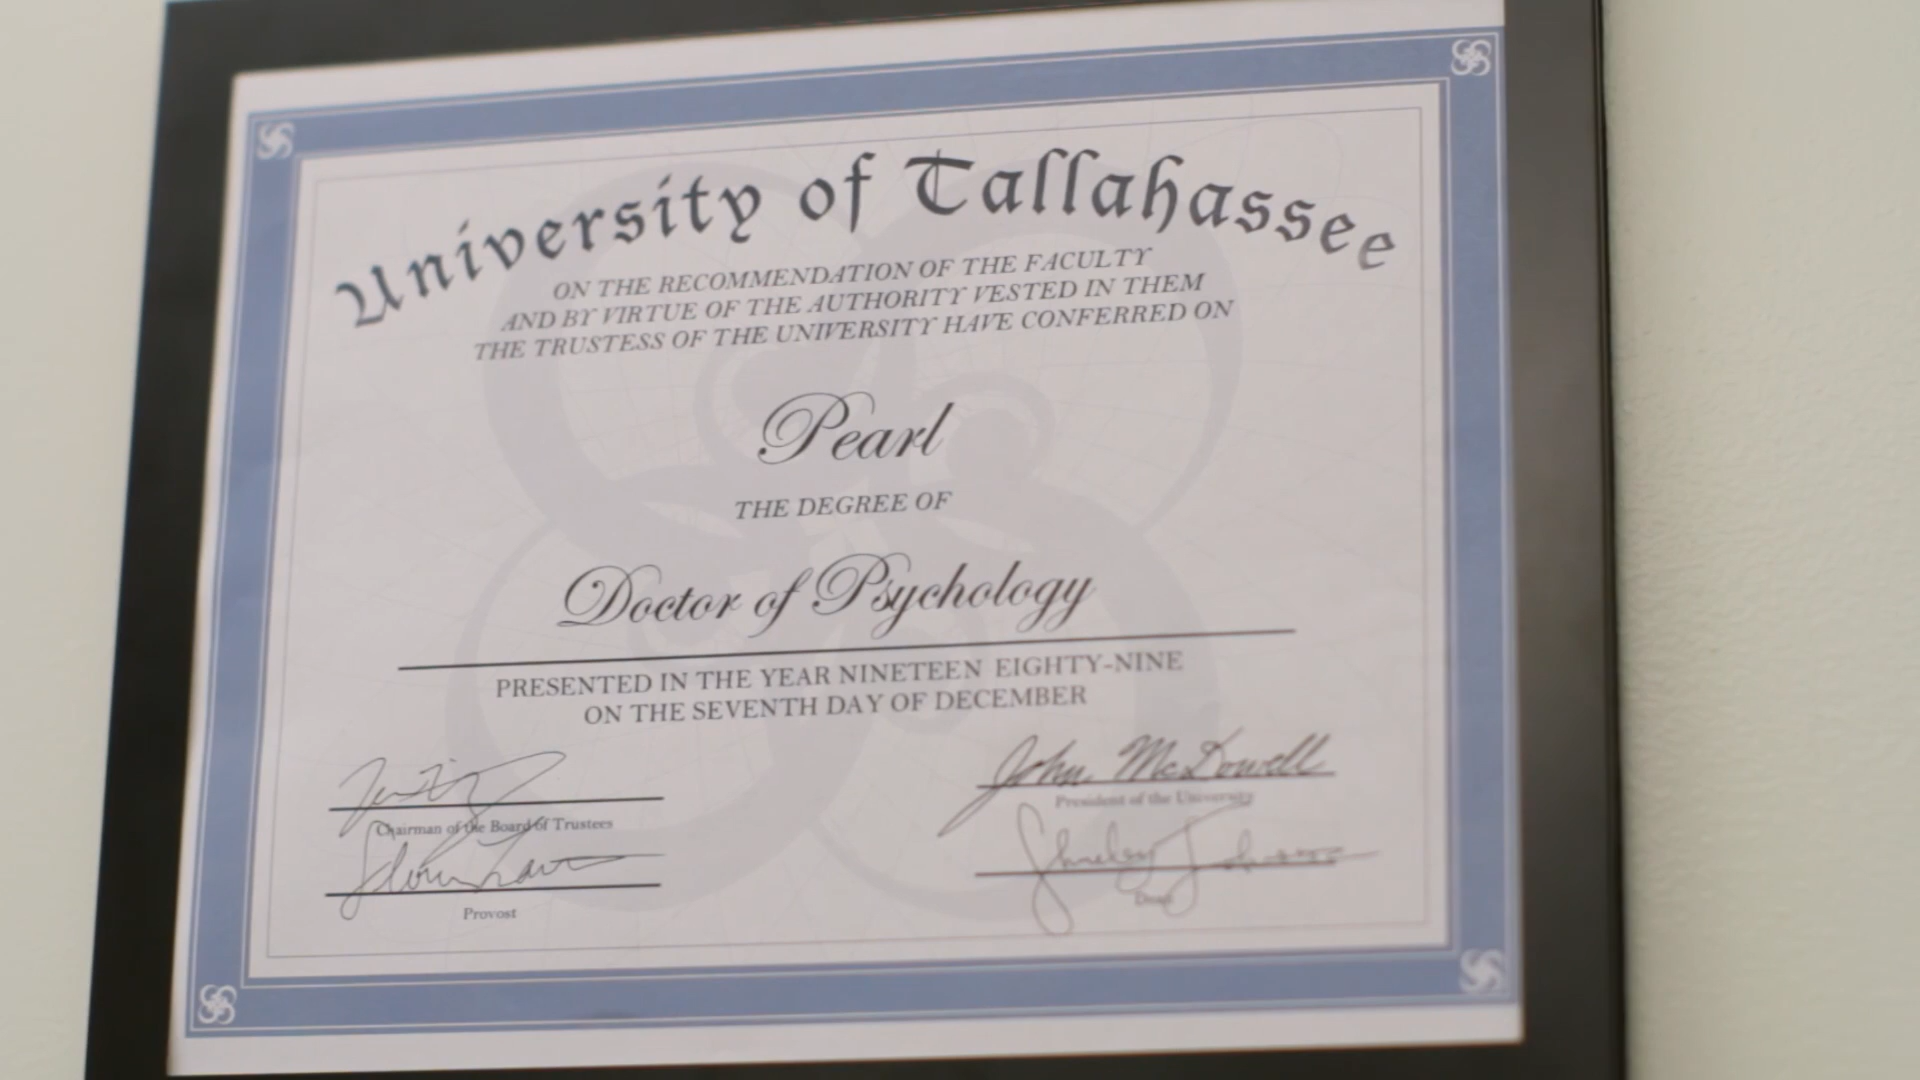 University of Tallahassee
ON THE RECOMMENDATION OF THE FACULTY
AND BY VIRTUE OF THE AUTHORITY VESTED IN THEM
THE TRUSTESS OF THE UNIVERSITY HAVE CONFERRED ON
Pearl
THE DEGREE OF
Doctor of Psychology
PRESENTED IN THE YEAR NINETEEN EIGHTY-NINE
ON THE SEVENTH DAY OF DECEMBER
John McDowell
Chairman of the Board of Trustees
President of the University
Provost
Dean